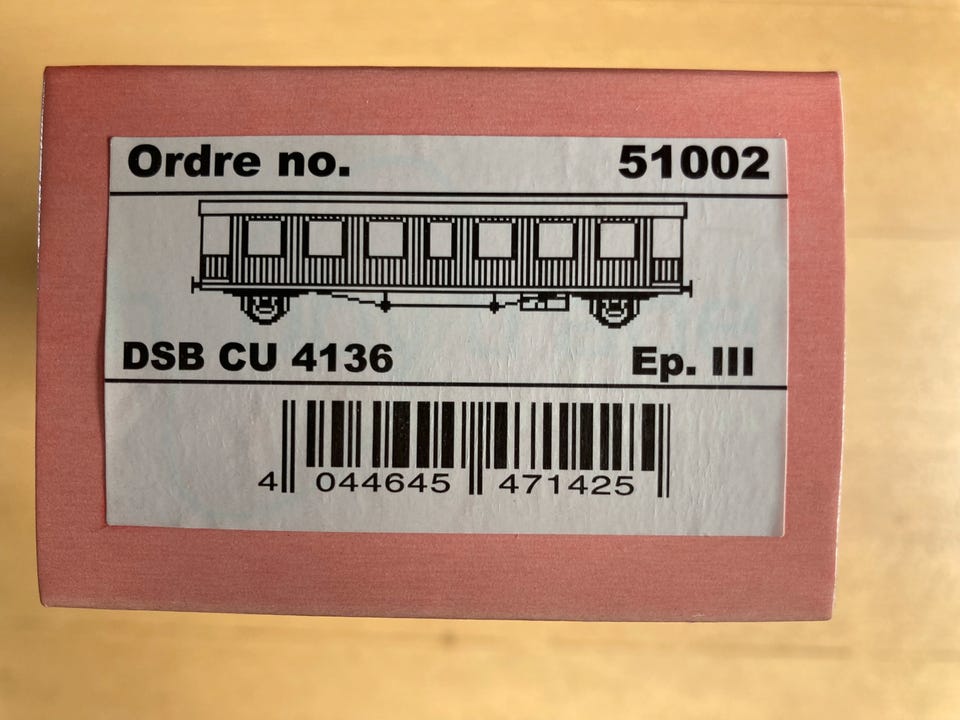 Ordre no. 51002
DSB CU 4136 Ep. III
4 044645 471425